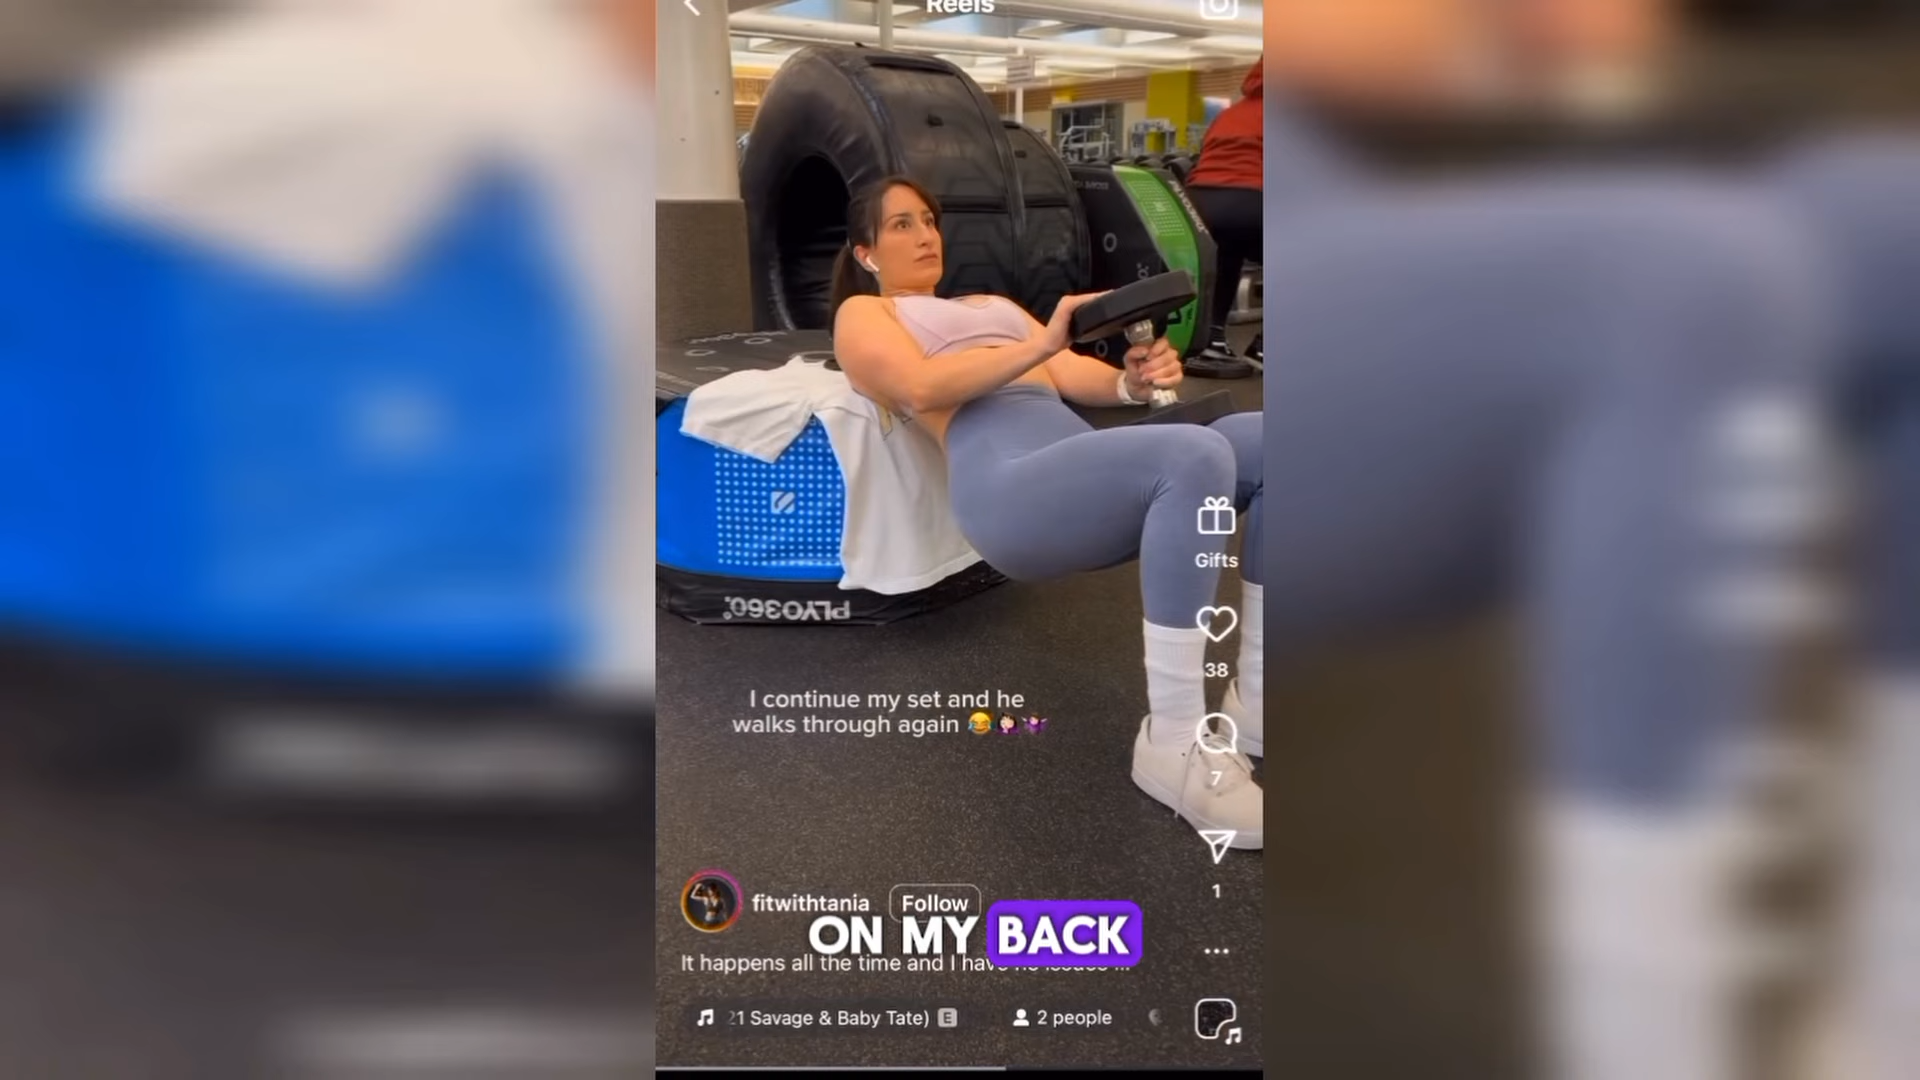 Reels
PLYO360°
Gifts
38
I continue my set and he
walks through again 😂🤦🏻‍♀️🤷🏻‍♀️
7
1
fitwithtania Follow
ON MY BACK
It happens all the time and I have
...
21 Savage & Baby Tate) E 2 people